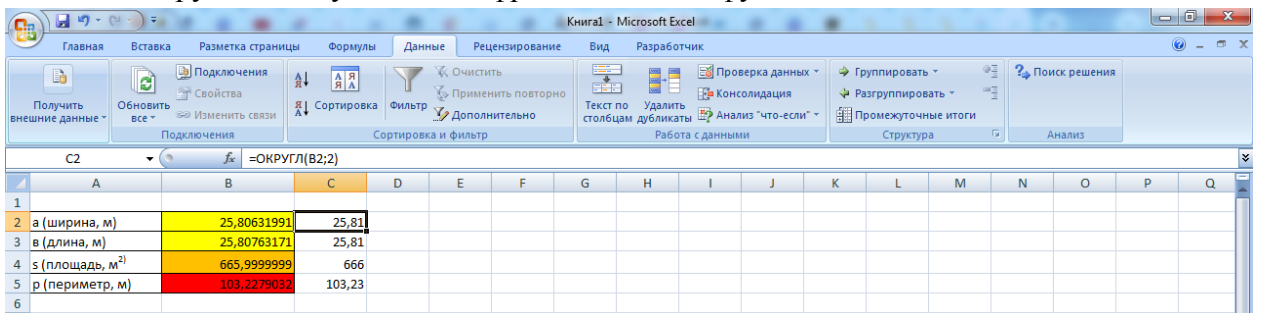 Книга1 - Microsoft Excel
Главная Вставка Разметка страницы Формулы Данные Рецензирование Вид Разработчик
Получить внешние данные
Обновить все
Подключения
Свойства
Изменить связи
Подключения
А Я
Я А
Сортировка
Фильтр
Очистить
Применить повторно
Дополнительно
Сортировка и фильтр
Текст по столбцам
Удалить дубликаты
Проверка данных
Консолидация
Анализ "что-если"
Работа с данными
Группировать
Разгруппировать
Промежуточные итоги
Структура
Поиск решения
Анализ
C2 fx =ОКРУГЛ(B2;2)
A B C D E F G H I J K L M N O P Q
1
2 а (ширина, м) 25,80631991 25,81
3 в (длина, м) 25,80763171 25,81
4 s (площадь, м2) 665,9999999 666
5 р (периметр, м) 103,2279032 103,23
6